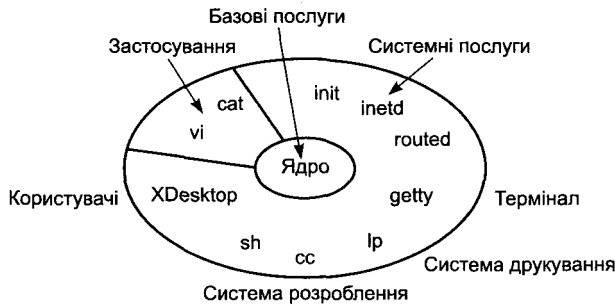 Базові послуги
Застосування
Системні послуги
init
cat
inetd
vi
routed
Ядро
Користувачі
XDesktop
getty
Термінал
sh
lp
cc
Система друкування
Система розроблення